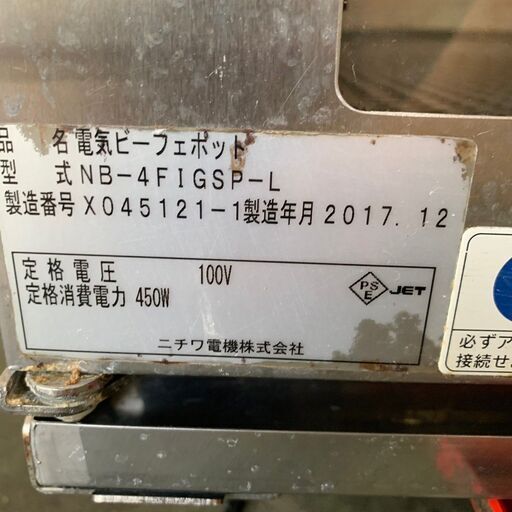 品 名 電気ビーフェポット
型 式 NB-4FIGSP-L
製造番号 X045121-1 製造年月 2017.12
定格電圧 100V
定格消費電力 450W
PS
E
JET
ニチワ電機株式会社
必ずア
接続せ